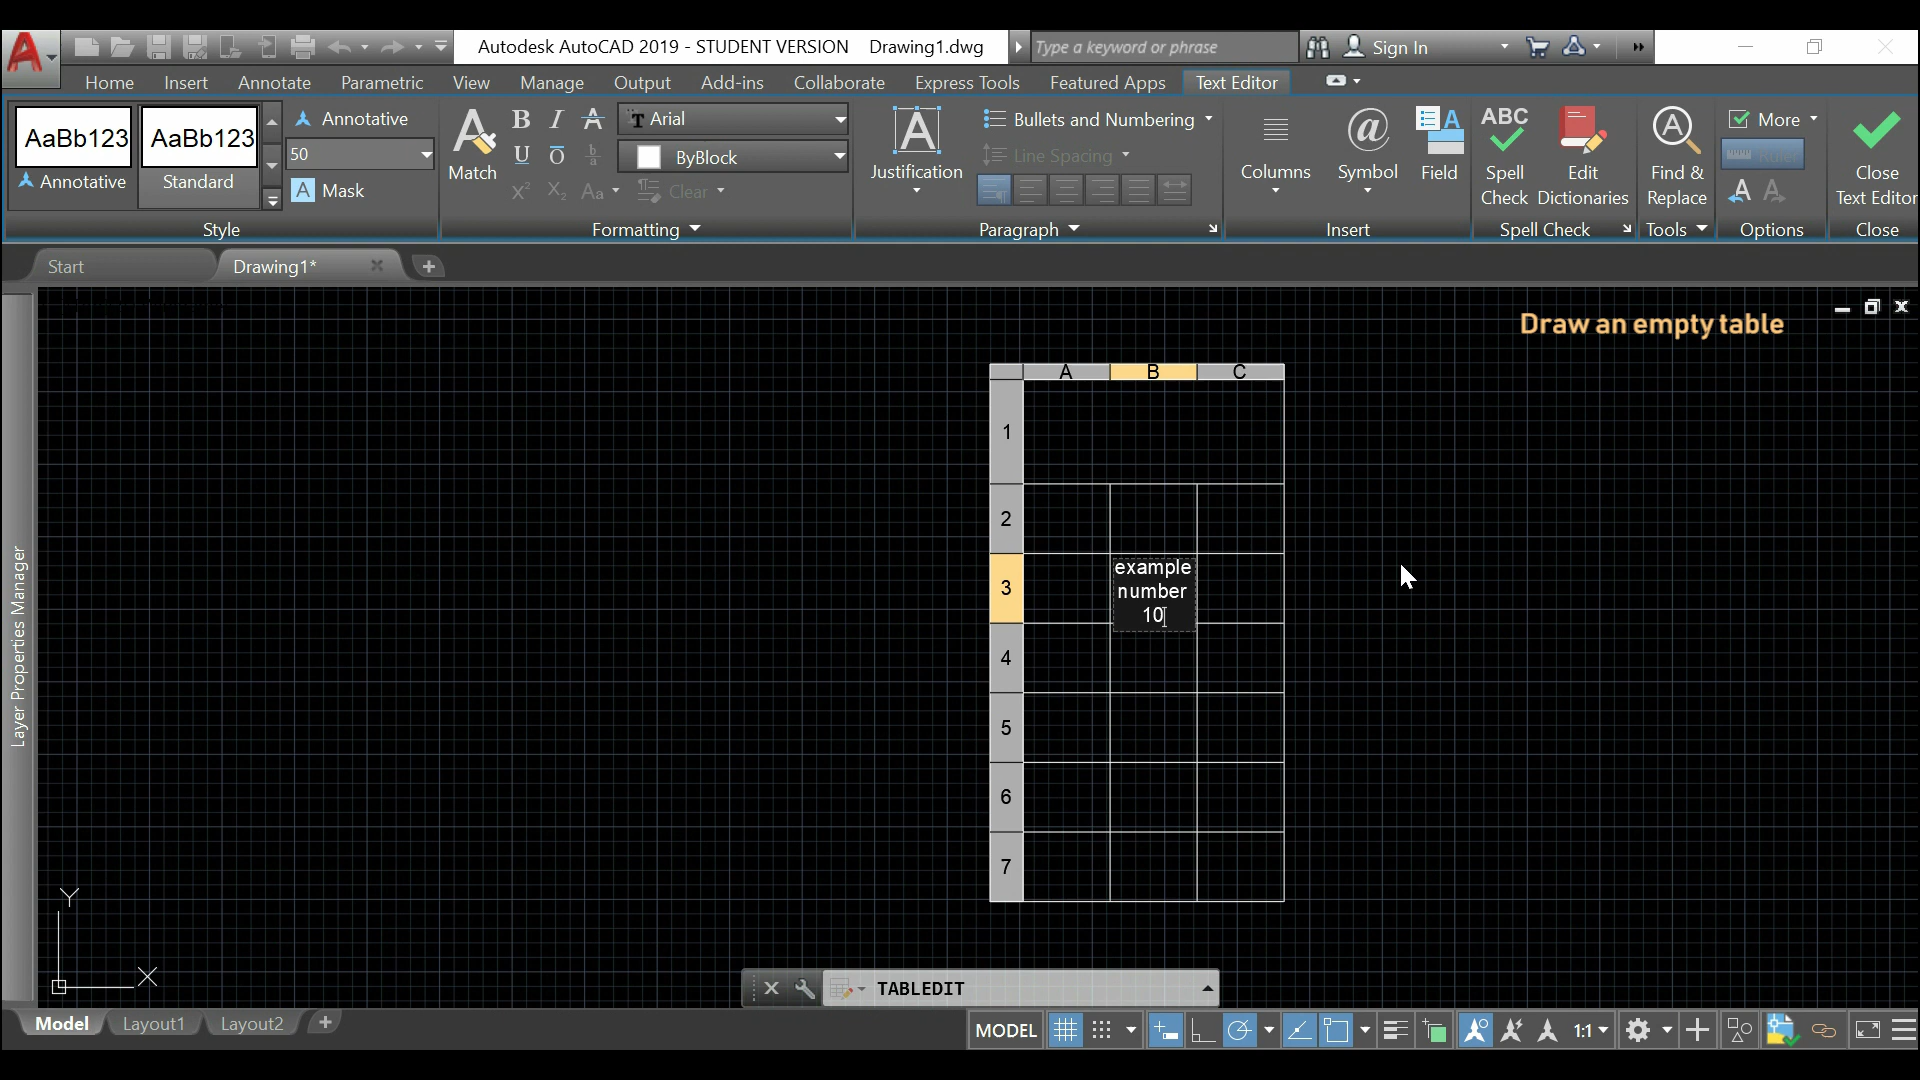 Autodesk AutoCAD 2019 - STUDENT VERSION Drawing1.dwg
Type a keyword or phrase
Sign In
Home Insert Annotate Parametric View Manage Output Add-ins Collaborate Express Tools Featured Apps Text Editor
AaBb123 AaBb123
Annotative Standard
Annotative
50
A Mask
Style
Match
B I A
U O b/a
X² X₂ Aa
Arial
ByBlock
Clear
Formatting
A Justification
Bullets and Numbering
Line Spacing
Paragraph
Columns
@ Symbol
A Field
Insert
ABC
Spell
Check
Edit
Dictionaries
Spell Check
A Find &
Replace
Tools
More
Ruler
A A
Options
Close
Text Editor
Close
Start Drawing1*
Layer Properties Manager
Draw an empty table
A B C
1
2
3
example
number
10
4
5
6
7
Y
X
TABLEDIT
Model Layout1 Layout2
MODEL 1:1